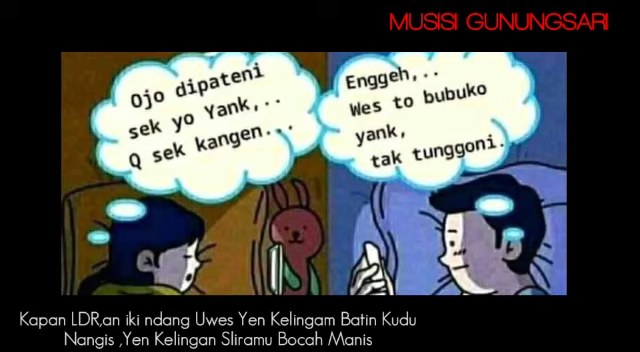 MUSISI GUNUNGSARI
Ojo dipateni
sek yo Yank,..
Q sek kangen...
Enggeh,..
Wes to bubuko
yank,
tak tunggoni.
Kapan LDR,an iki ndang Uwes Yen Kelingam Batin Kudu
Nangis ,Yen Kelingan Sliramu Bocah Manis